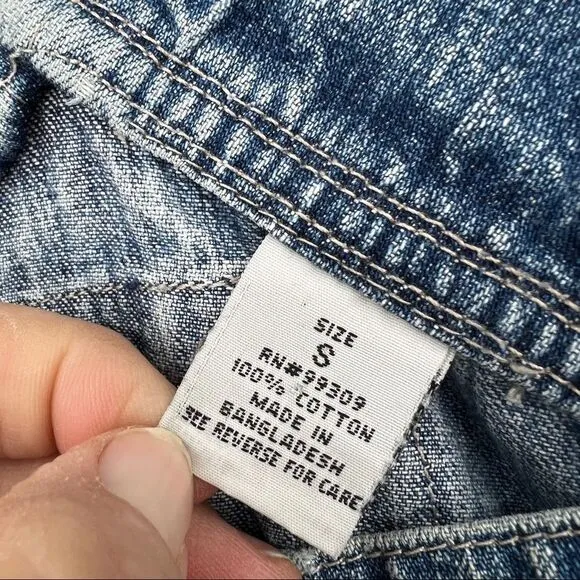 SIZE
S
RN#99309
100% COTTON
MADE IN
BANGLADESH
SEE REVERSE FOR CARE